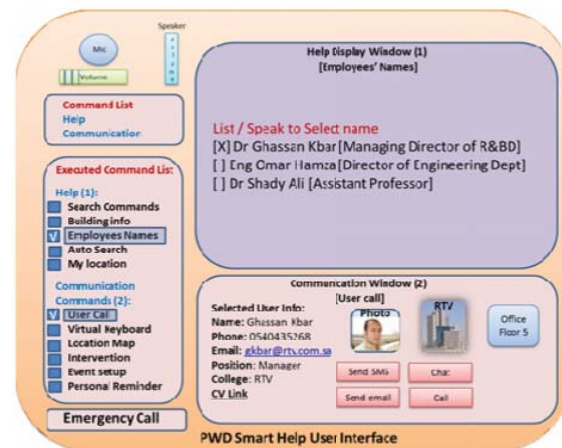 Speaker
Mic
Volume
Volume
Command List
Help
Communication
Executed Command List:
Help (1):
Search Commands
Building info
Employees Names
Auto Search
My location
Communication
Commands (2):
User Call
Virtual Keyboard
Location Map
Intervention
Event setup
Personal Reminder
Emergency Call
Help Display Window (1)
[Employees' Names]
List / Speak to Select name
[X] Dr Ghassan Kbar [Managing Director of R&BD]
[ ] Eng Omar Hamza [Director of Engineering Dept]
[ ] Dr Shady Ali [Assistant Professor]
Communication Window (2)
[User call]
Selected User Info:
Name: Ghassan Kbar
Phone: 0540435268
Email: gkbar@rtv.com.sa
Position: Manager
College: RTV
CV Link
Photo
RTV
Office
Floor 5
Send SMS
Chat
Send email
Call
PWD Smart Help User Interface